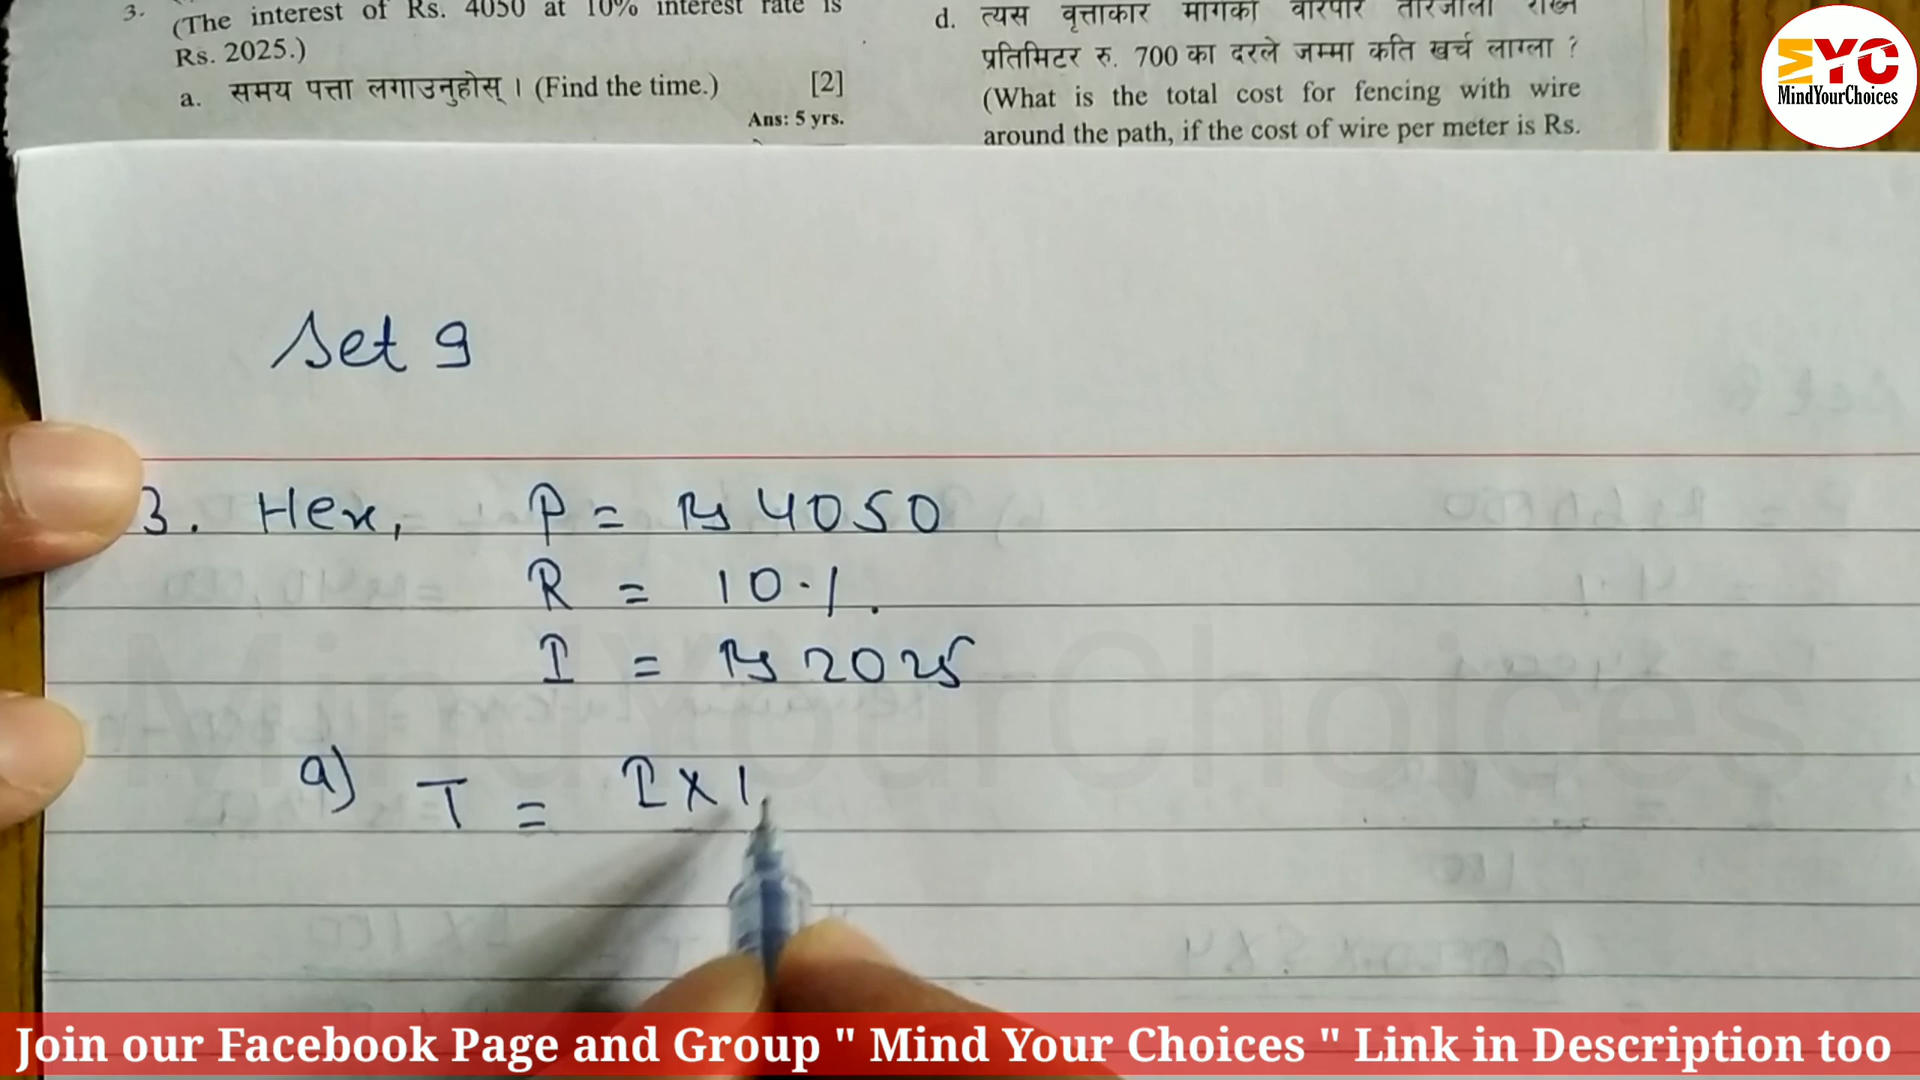 3. (The interest of Rs. 4050 at 10% interest rate is
Rs. 2025.)
a. समय पत्ता लगाउनुहोस् । (Find the time.) [2]
Ans: 5 yrs.
d. त्यस वृत्ताकार मार्गको वरिपरि तारजाली राख्न
प्रतिमिटर रु. 700 का दरले जम्मा कति खर्च लाग्ला ?
(What is the total cost for fencing with wire
around the path, if the cost of wire per meter is Rs.
MYC
MindYourChoices
Set 9
3. Here, P = Rs 4050
R = 10%.
I = Rs 2025
a) T = I × 1
MindYourChoices
Join our Facebook Page and Group " Mind Your Choices " Link in Description too